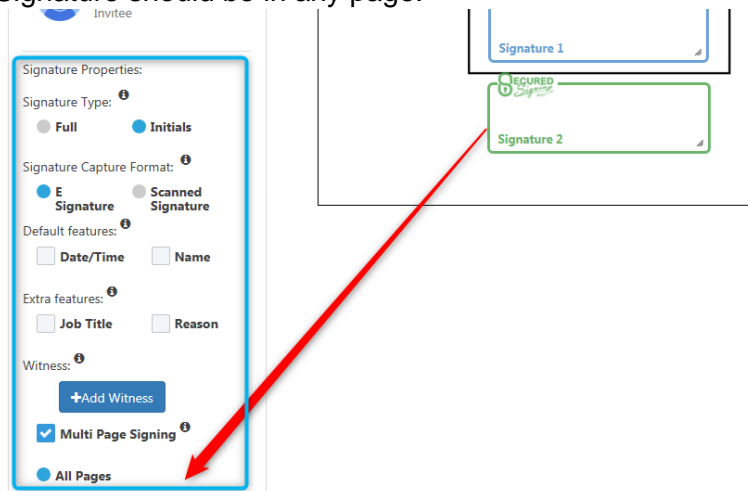 Signature should be in any page.
Invitee
Signature Properties:
Signature Type:
Full Initials
Signature Capture Format:
E Signature Scanned Signature
Default features:
Date/Time Name
Extra features:
Job Title Reason
Witness:
+Add Witness
Multi Page Signing
All Pages
Signature 1
SECURED
Signing
Signature 2